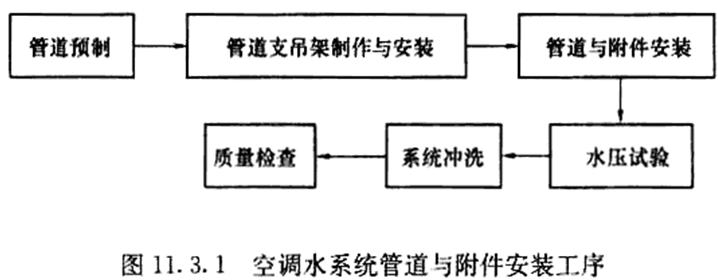 管道预制
管道支吊架制作与安装
管道与附件安装
水压试验
系统冲洗
质量检查
图 11.3.1 空调水系统管道与附件安装工序